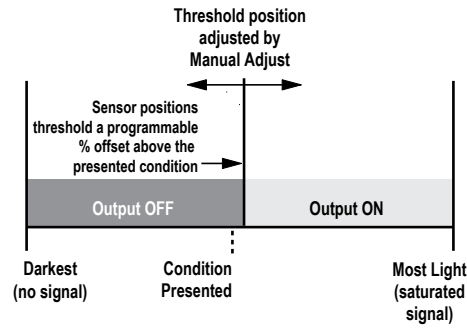 Threshold position
adjusted by
Manual Adjust
Sensor positions
threshold a programmable
% offset above the
presented condition
Output OFF
Output ON
Darkest
(no signal)
Condition
Presented
Most Light
(saturated
signal)